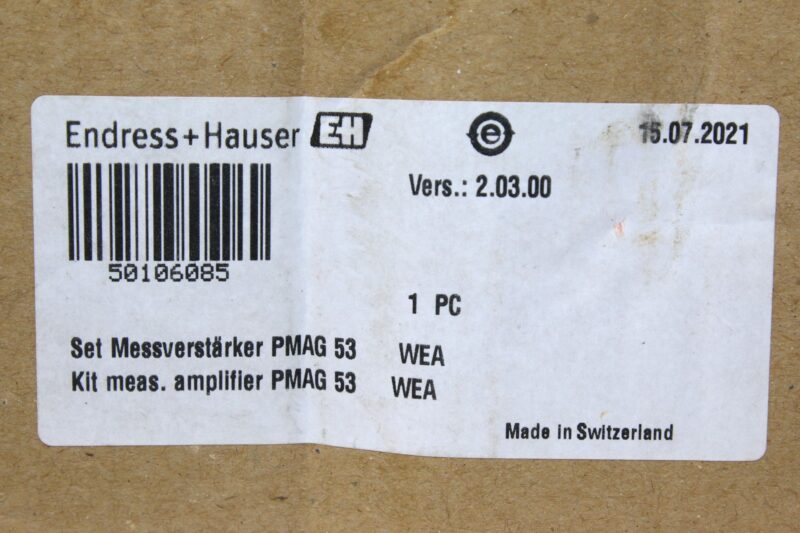 Endress+Hauser EH e 15.07.2021
Vers.: 2.03.00
50106085
1 PC
Set Messverstärker PMAG 53 WEA
Kit meas. amplifier PMAG 53 WEA
Made in Switzerland